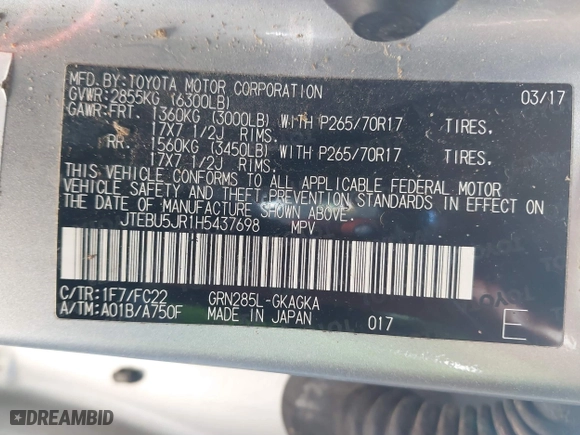 MFD.BY:TOYOTA MOTOR CORPORATION 03/17
GVWR:2855KG (6300LB)
GAWR:FRT. 1360KG (3000LB) WITH P265/70R17 TIRES.
17X7 1/2J RIMS.
RR. 1560KG (3450LB) WITH P265/70R17 TIRES.
17X7 1/2J RIMS.
THIS VEHICLE CONFORMS TO ALL APPLICABLE FEDERAL MOTOR
VEHICLE SAFETY AND THEFT PREVENTION STANDARDS IN EFFECT ON
THE DATE OF MANUFACTURE SHOWN ABOVE.
JTEBU5JR1H5437698 MPV
C/TR:1F7/FC22 GRN285L-GKAGKA
A/TM:A01B/A750F MADE IN JAPAN 017 E
DREAMBID